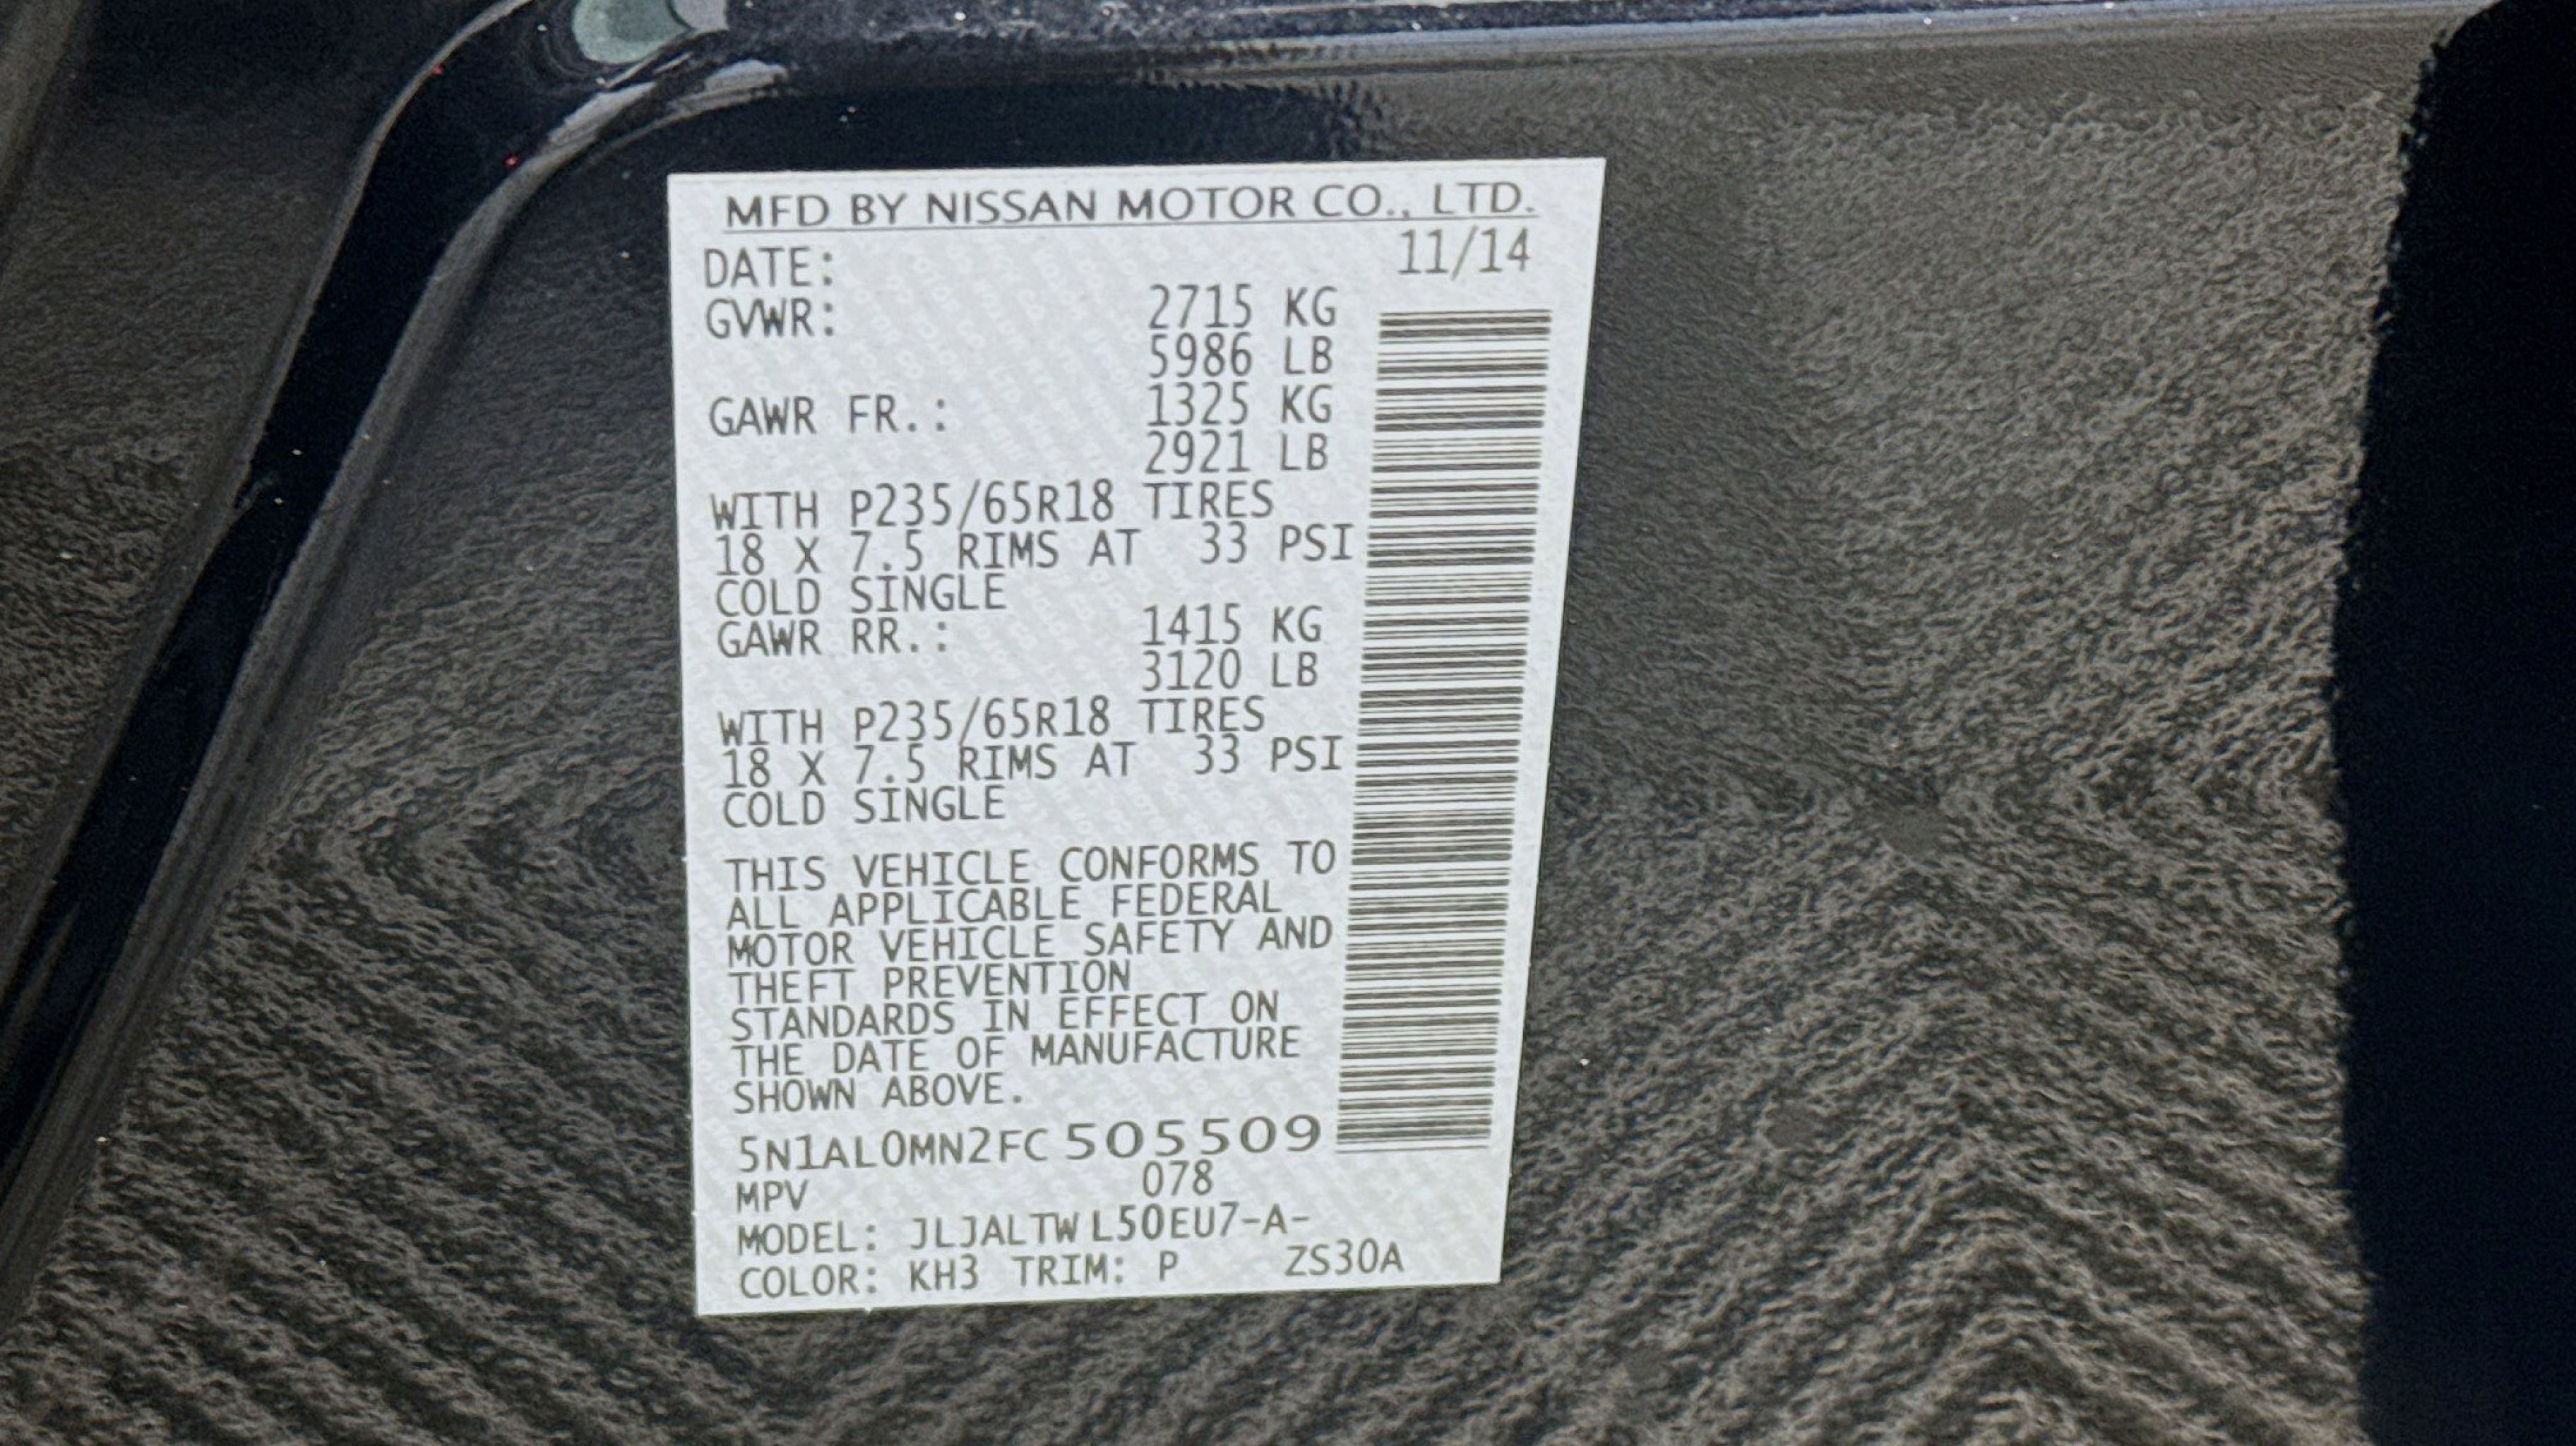 MFD BY NISSAN MOTOR CO., LTD.
DATE: 11/14
GVWR: 2715 KG
5986 LB
GAWR FR.: 1325 KG
2921 LB
WITH P235/65R18 TIRES
18 X 7.5 RIMS AT 33 PSI
COLD SINGLE
GAWR RR.: 1415 KG
3120 LB
WITH P235/65R18 TIRES
18 X 7.5 RIMS AT 33 PSI
COLD SINGLE
THIS VEHICLE CONFORMS TO
ALL APPLICABLE FEDERAL
MOTOR VEHICLE SAFETY AND
THEFT PREVENTION
STANDARDS IN EFFECT ON
THE DATE OF MANUFACTURE
SHOWN ABOVE.
5N1AL0MN2FC505509
MPV 078
MODEL: JLJALTWL50EU7-A-
COLOR: KH3 TRIM: P ZS30A